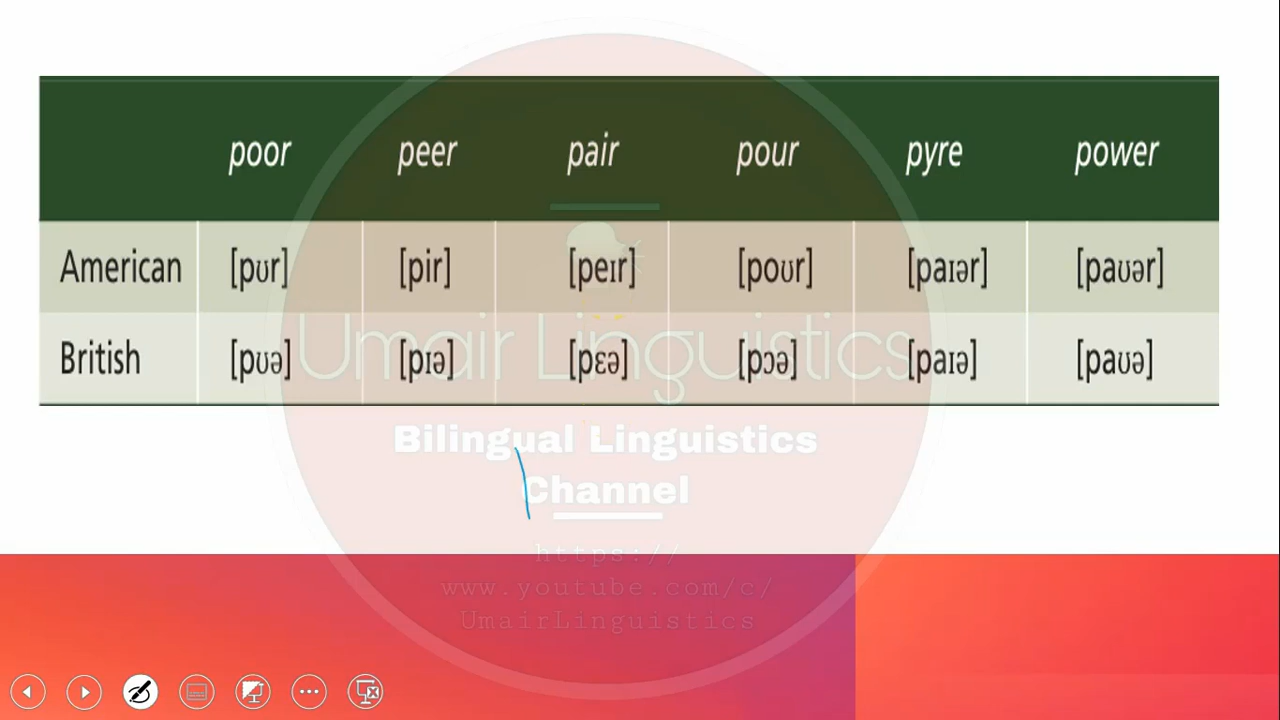 poor peer pair pour pyre power
American [pʊr] [pir] [peɪr] [poʊr] [paɪər] [paʊər]
British [pʊə] [pɪə] [pɛə] [pɔə] [paɪə] [paʊə]
Umair Linguistics
Bilingual Linguistics
Channel
https://
www.youtube.com/c/
UmairLinguistics